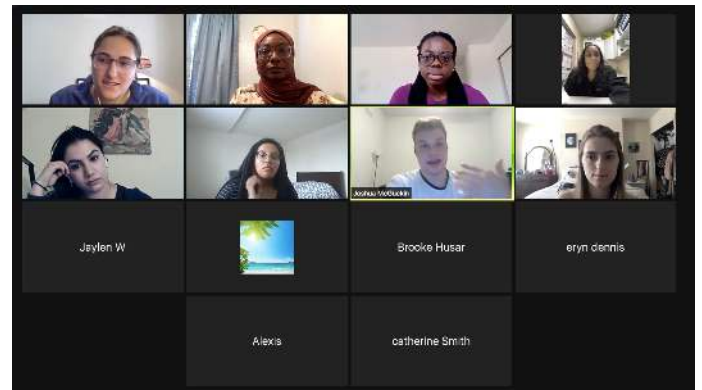 Joshua McGuckin
Jaylen W
Brooke Husar
eryn dennis
Alexis
catherine Smith